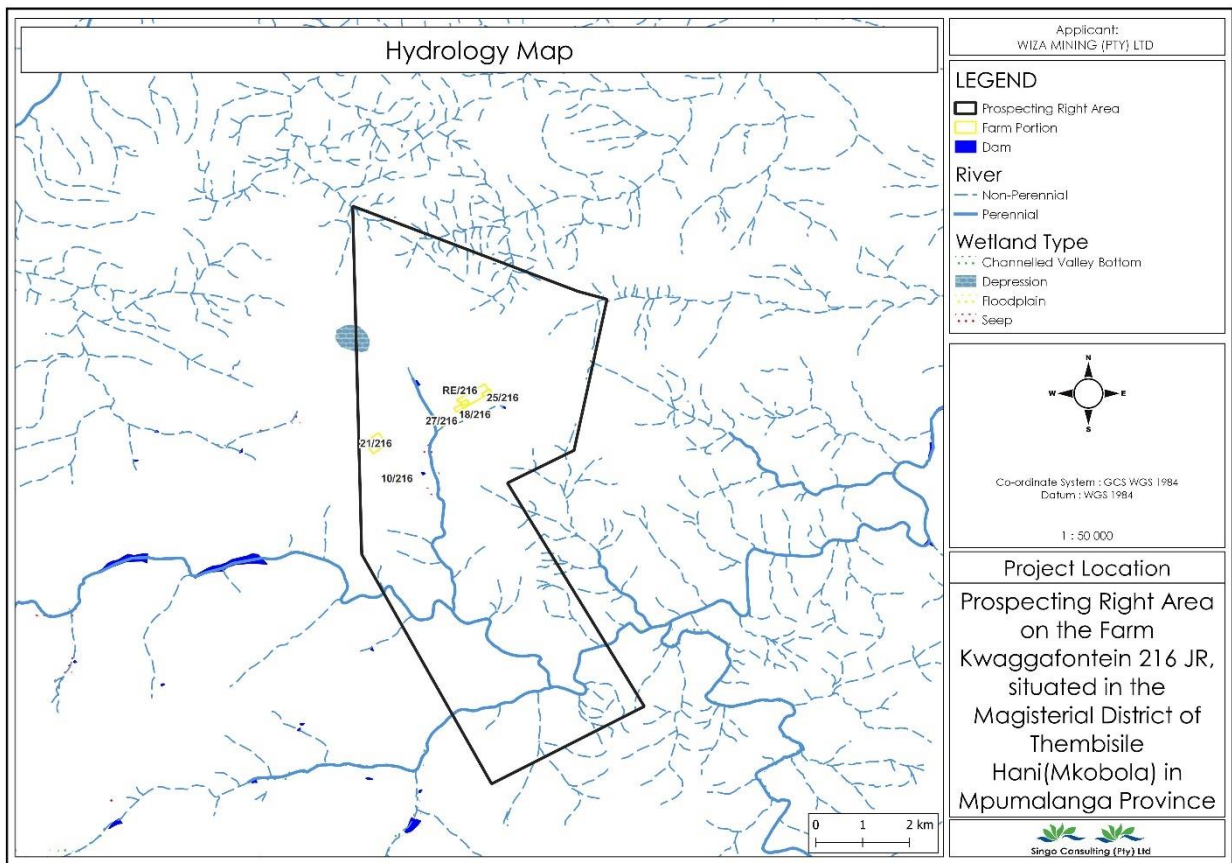 Hydrology Map
RE/216
25/216
18/216
27/216
21/216
10/216
0 1 2 km
Applicant:
WIZA MINING (PTY) LTD
LEGEND
Prospecting Right Area
Farm Portion
Dam
River
Non-Perennial
Perennial
Wetland Type
Channelled Valley Bottom
Depression
Floodplain
Seep
N
W E
S
Co-ordinate System : GCS WGS 1984
Datum : WGS 1984
1 : 50 000
Project Location
Prospecting Right Area
on the Farm
Kwaggafontein 216 JR,
situated in the
Magisterial District of
Thembisile
Hani(Mkobola) in
Mpumalanga Province
Singo Consulting (Pty) Ltd